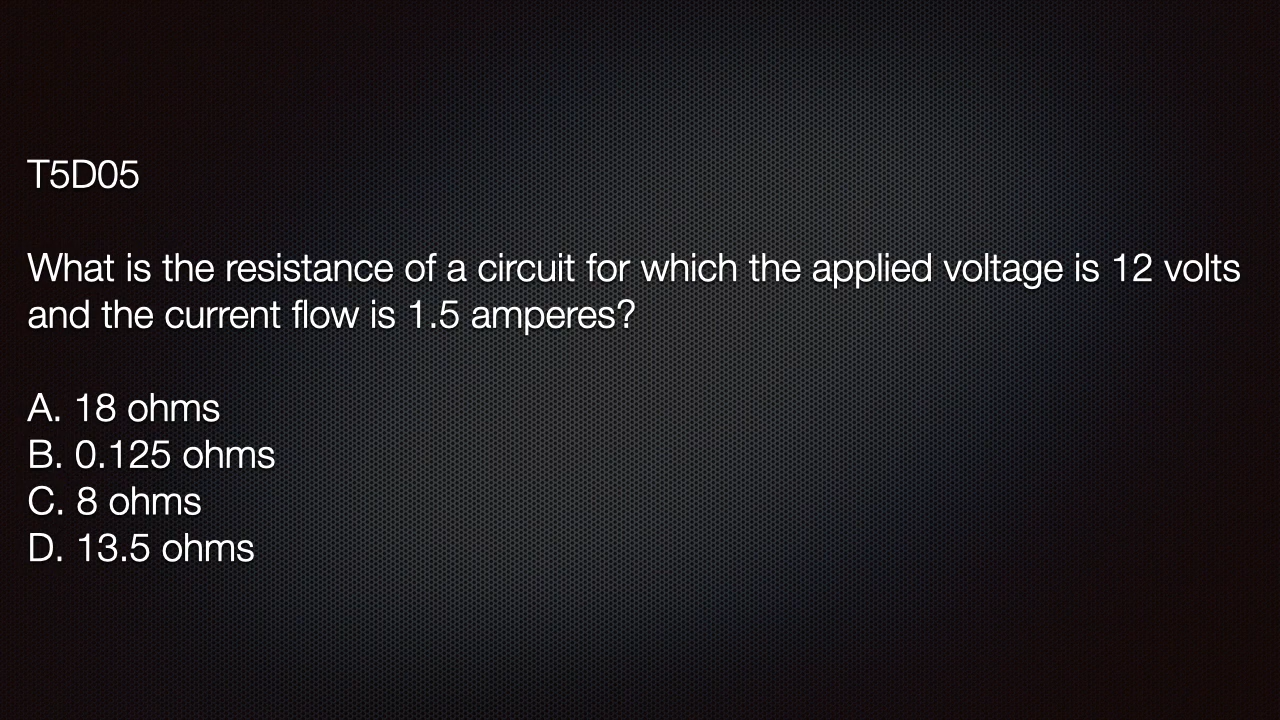 T5D05
What is the resistance of a circuit for which the applied voltage is 12 volts
and the current flow is 1.5 amperes?
A. 18 ohms
B. 0.125 ohms
C. 8 ohms
D. 13.5 ohms